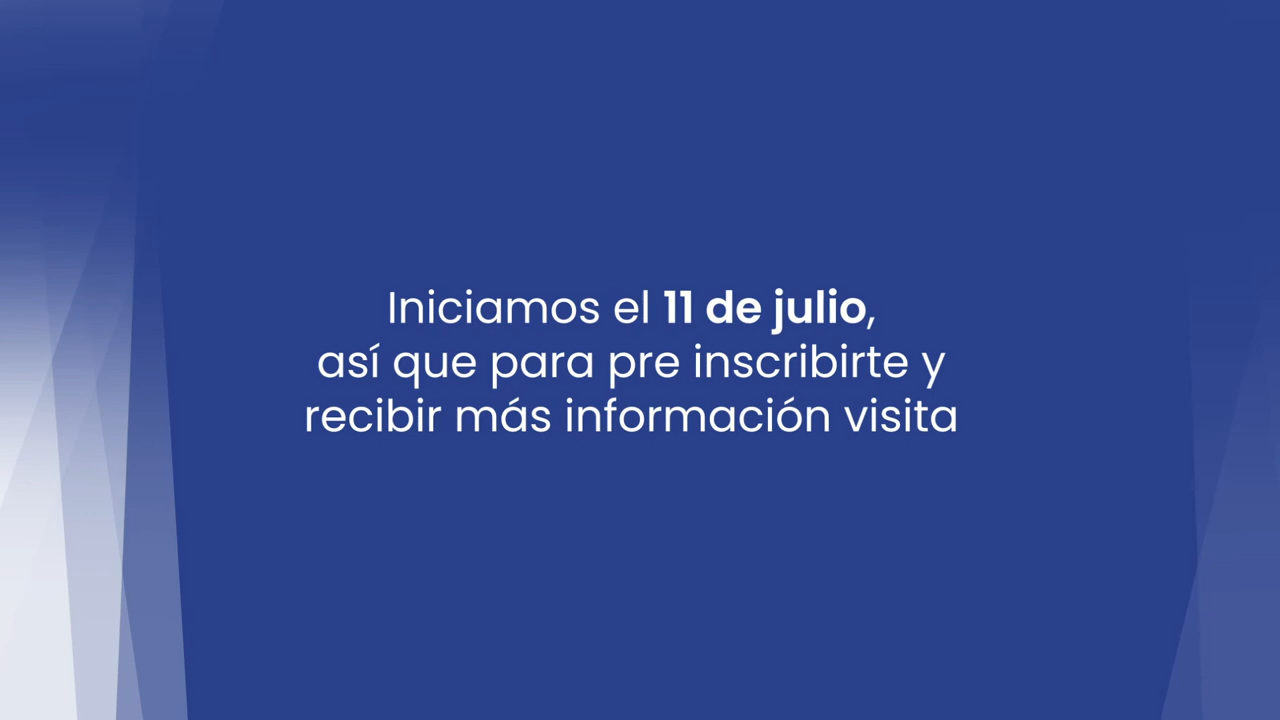 Iniciamos el 11 de julio,
así que para pre inscribirte y
recibir más información visita